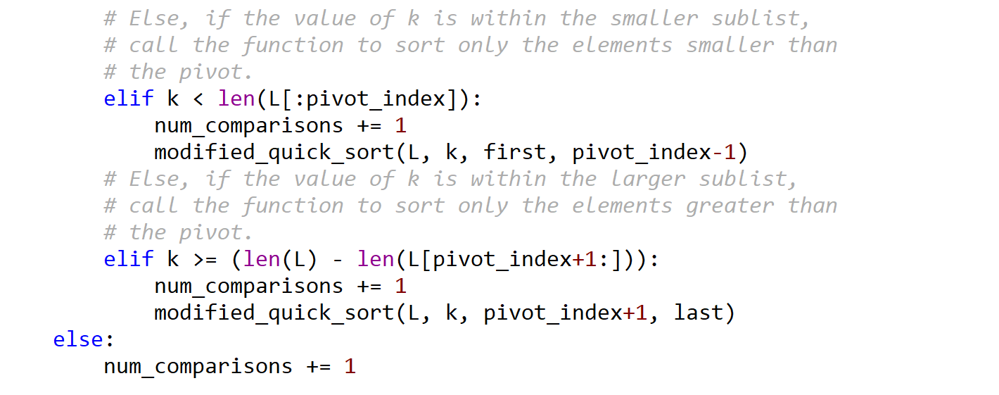 # Else, if the value of k is within the smaller sublist,
# call the function to sort only the elements smaller than
# the pivot.
elif k < len(L[:pivot_index]):
num_comparisons += 1
modified_quick_sort(L, k, first, pivot_index-1)
# Else, if the value of k is within the larger sublist,
# call the function to sort only the elements greater than
# the pivot.
elif k >= (len(L) - len(L[pivot_index+1:])):
num_comparisons += 1
modified_quick_sort(L, k, pivot_index+1, last)
else:
num_comparisons += 1